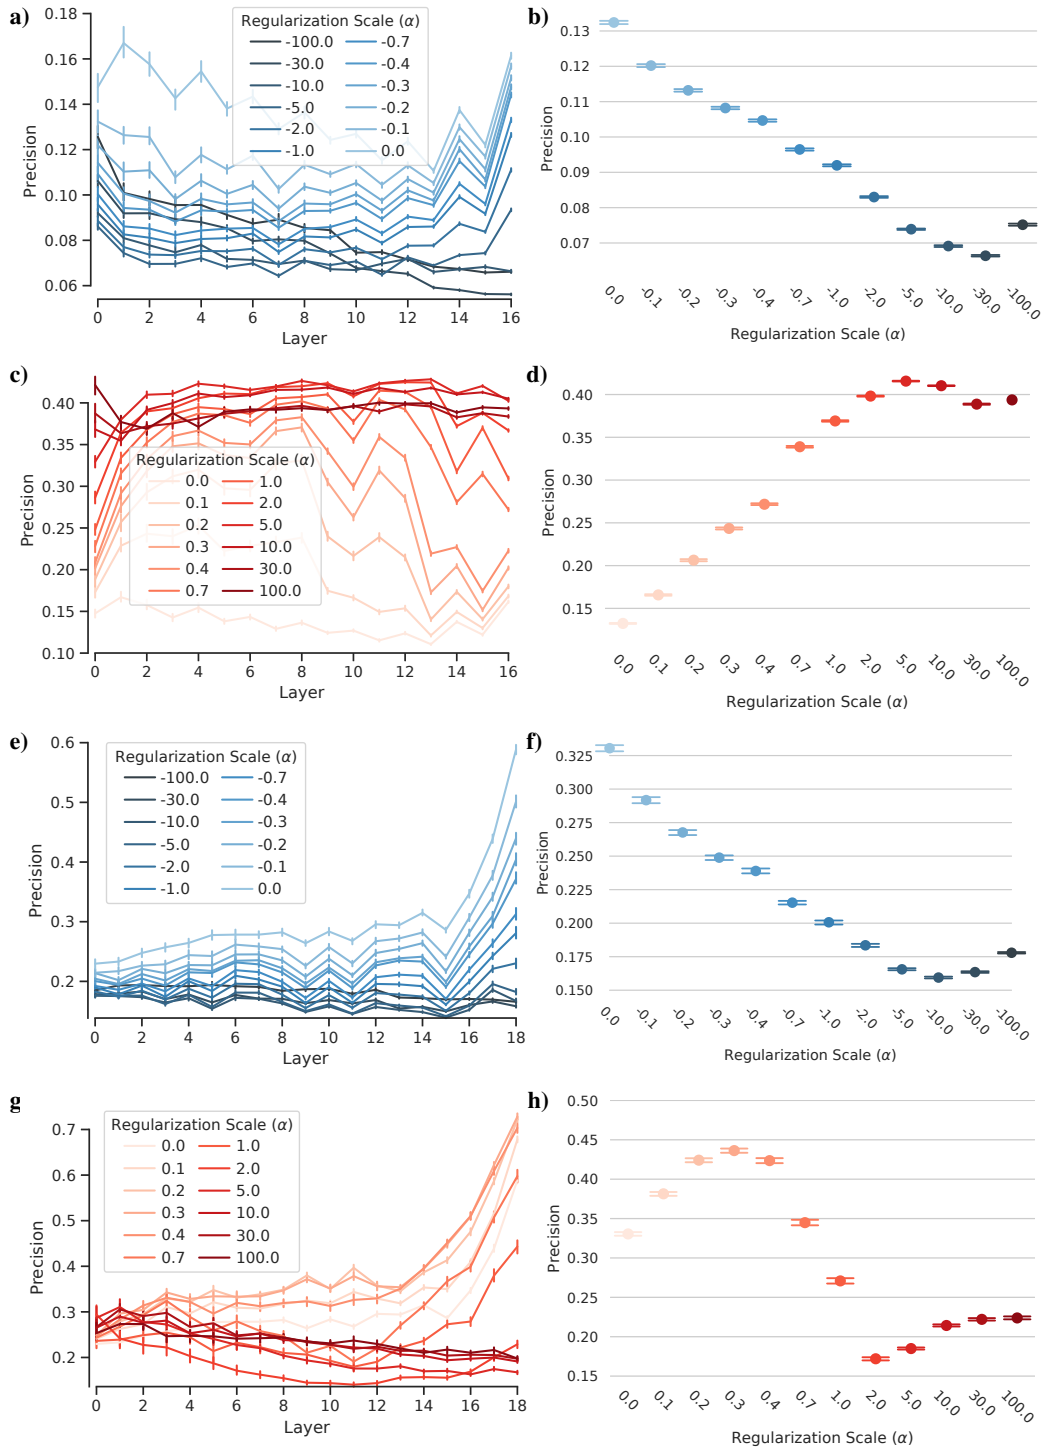 a)
0.18
0.16
0.14
0.12
0.10
0.08
0.06
Precision
Regularization Scale (α)
-100.0 -0.7
-30.0 -0.4
-10.0 -0.3
-5.0 -0.2
-2.0 -0.1
-1.0 0.0
0 2 4 6 8 10 12 14 16
Layer
b)
0.13
0.12
0.11
0.10
0.09
0.08
0.07
Precision
0.0 -0.1 -0.2 -0.3 -0.4 -0.7 -1.0 -2.0 -5.0 -10.0 -30.0 -100.0
Regularization Scale (α)
c)
0.40
0.35
0.30
0.25
0.20
0.15
0.10
Precision
Regularization Scale (α)
0.0 1.0
0.1 2.0
0.2 5.0
0.3 10.0
0.4 30.0
0.7 100.0
0 2 4 6 8 10 12 14 16
Layer
d)
0.40
0.35
0.30
0.25
0.20
0.15
Precision
0.0 0.1 0.2 0.3 0.4 0.7 1.0 2.0 5.0 10.0 30.0 100.0
Regularization Scale (α)
e)
0.6
0.5
0.4
0.3
0.2
Precision
Regularization Scale (α)
-100.0 -0.7
-30.0 -0.4
-10.0 -0.3
-5.0 -0.2
-2.0 -0.1
-1.0 0.0
0 2 4 6 8 10 12 14 16 18
Layer
f)
0.325
0.300
0.275
0.250
0.225
0.200
0.175
0.150
Precision
0.0 -0.1 -0.2 -0.3 -0.4 -0.7 -1.0 -2.0 -5.0 -10.0 -30.0 -100.0
Regularization Scale (α)
g
0.7
0.6
0.5
0.4
0.3
0.2
Precision
Regularization Scale (α)
0.0 1.0
0.1 2.0
0.2 5.0
0.3 10.0
0.4 30.0
0.7 100.0
0 2 4 6 8 10 12 14 16 18
Layer
h)
0.50
0.45
0.40
0.35
0.30
0.25
0.20
0.15
Precision
0.0 0.1 0.2 0.3 0.4 0.7 1.0 2.0 5.0 10.0 30.0 100.0
Regularization Scale (α)